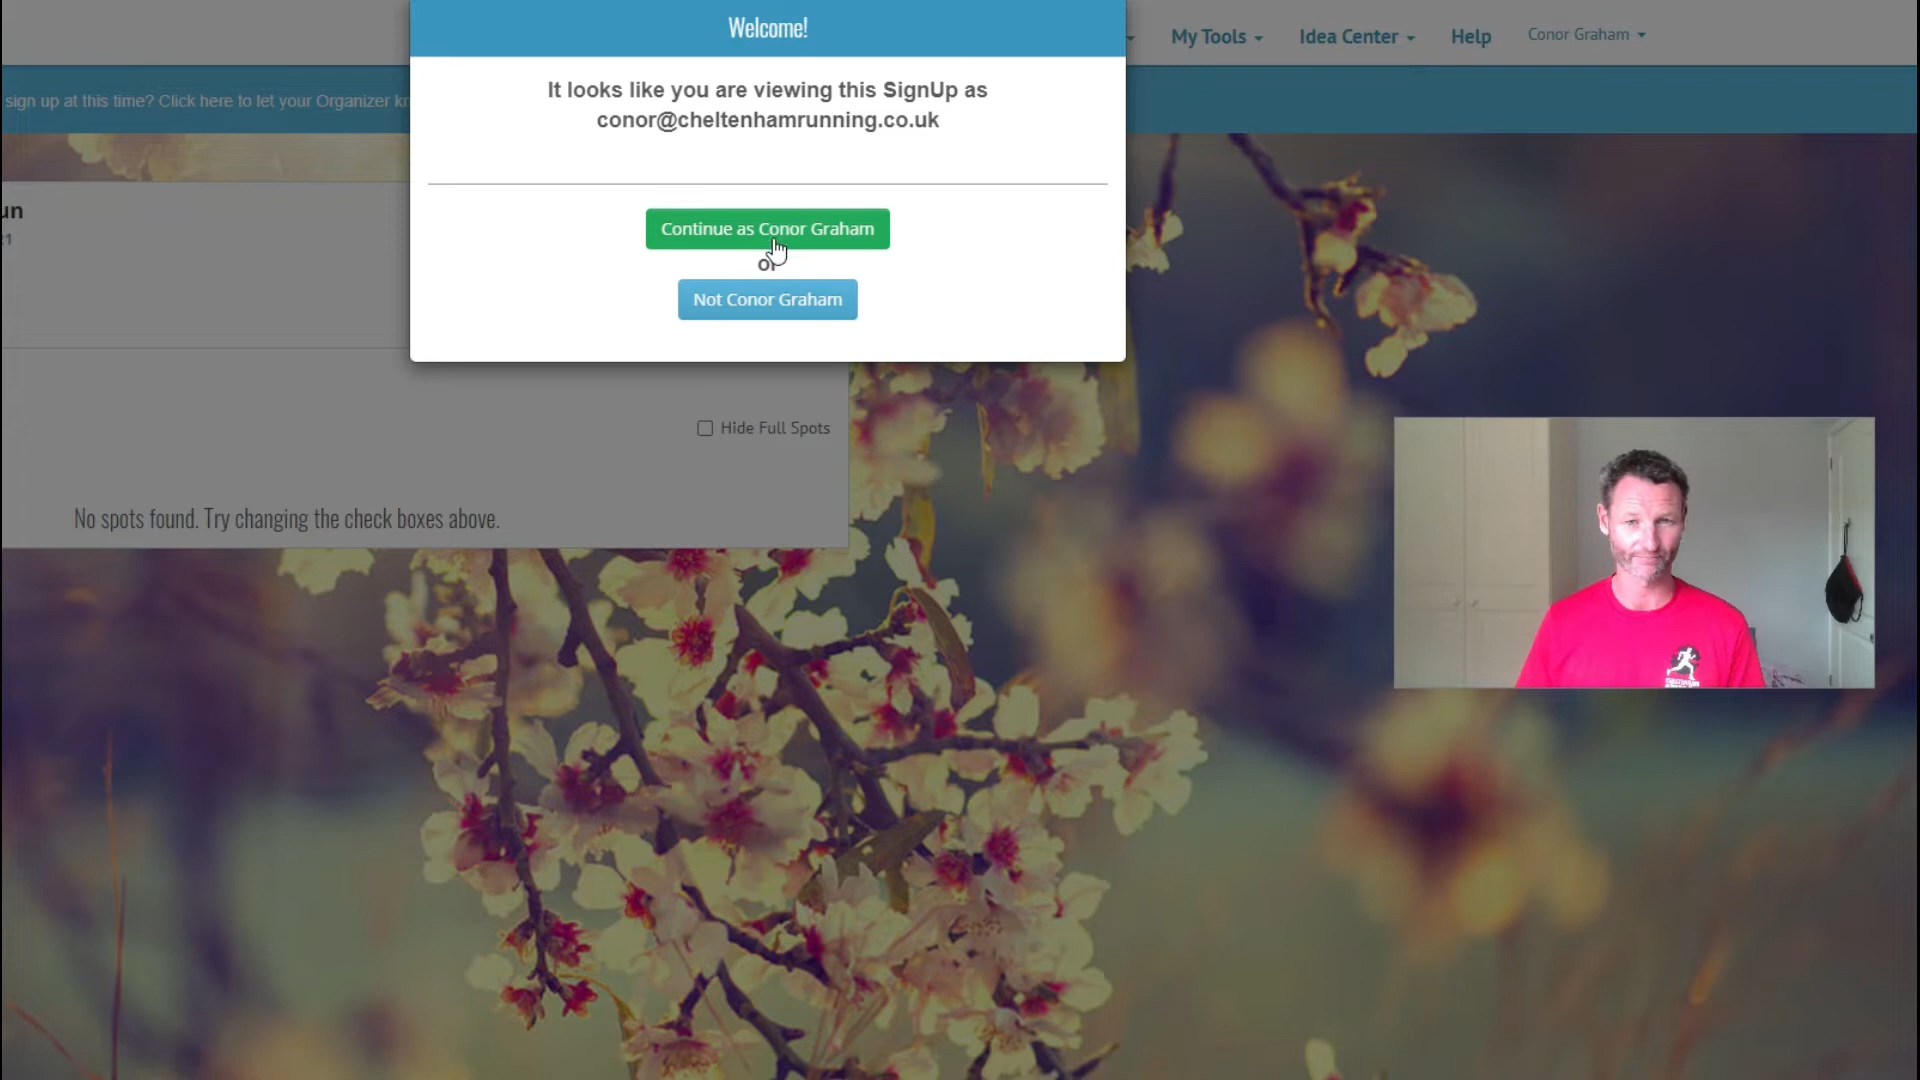 Welcome!
My Tools
Idea Center
Help
Conor Graham
It looks like you are viewing this SignUp as
conor@cheltenhamrunning.co.uk
sign up at this time? Click here to let your Organizer
Continue as Conor Graham
or
Not Conor Graham
Hide Full Spots
No spots found. Try changing the check boxes above.